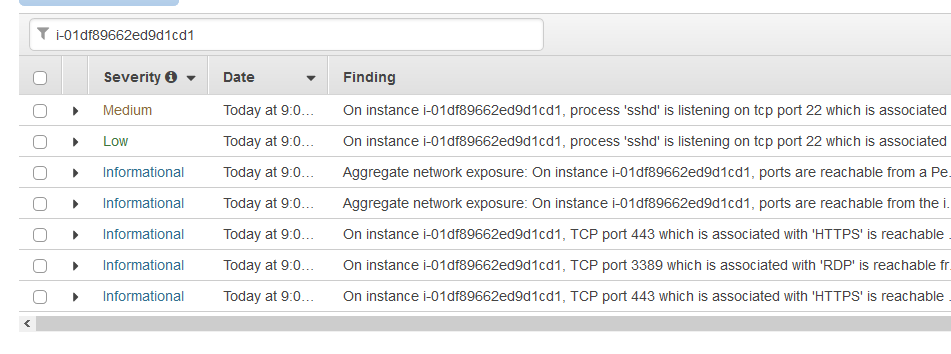 i-01df89662ed9d1cd1
Severity Date Finding
Medium Today at 9:0... On instance i-01df89662ed9d1cd1, process 'sshd' is listening on tcp port 22 which is associated
Low Today at 9:0... On instance i-01df89662ed9d1cd1, process 'sshd' is listening on tcp port 22 which is associated
Informational Today at 9:0... Aggregate network exposure: On instance i-01df89662ed9d1cd1, ports are reachable from a Pe...
Informational Today at 9:0... Aggregate network exposure: On instance i-01df89662ed9d1cd1, ports are reachable from the i...
Informational Today at 9:0... On instance i-01df89662ed9d1cd1, TCP port 443 which is associated with 'HTTPS' is reachable ...
Informational Today at 9:0... On instance i-01df89662ed9d1cd1, TCP port 3389 which is associated with 'RDP' is reachable fr...
Informational Today at 9:0... On instance i-01df89662ed9d1cd1, TCP port 443 which is associated with 'HTTPS' is reachable ...